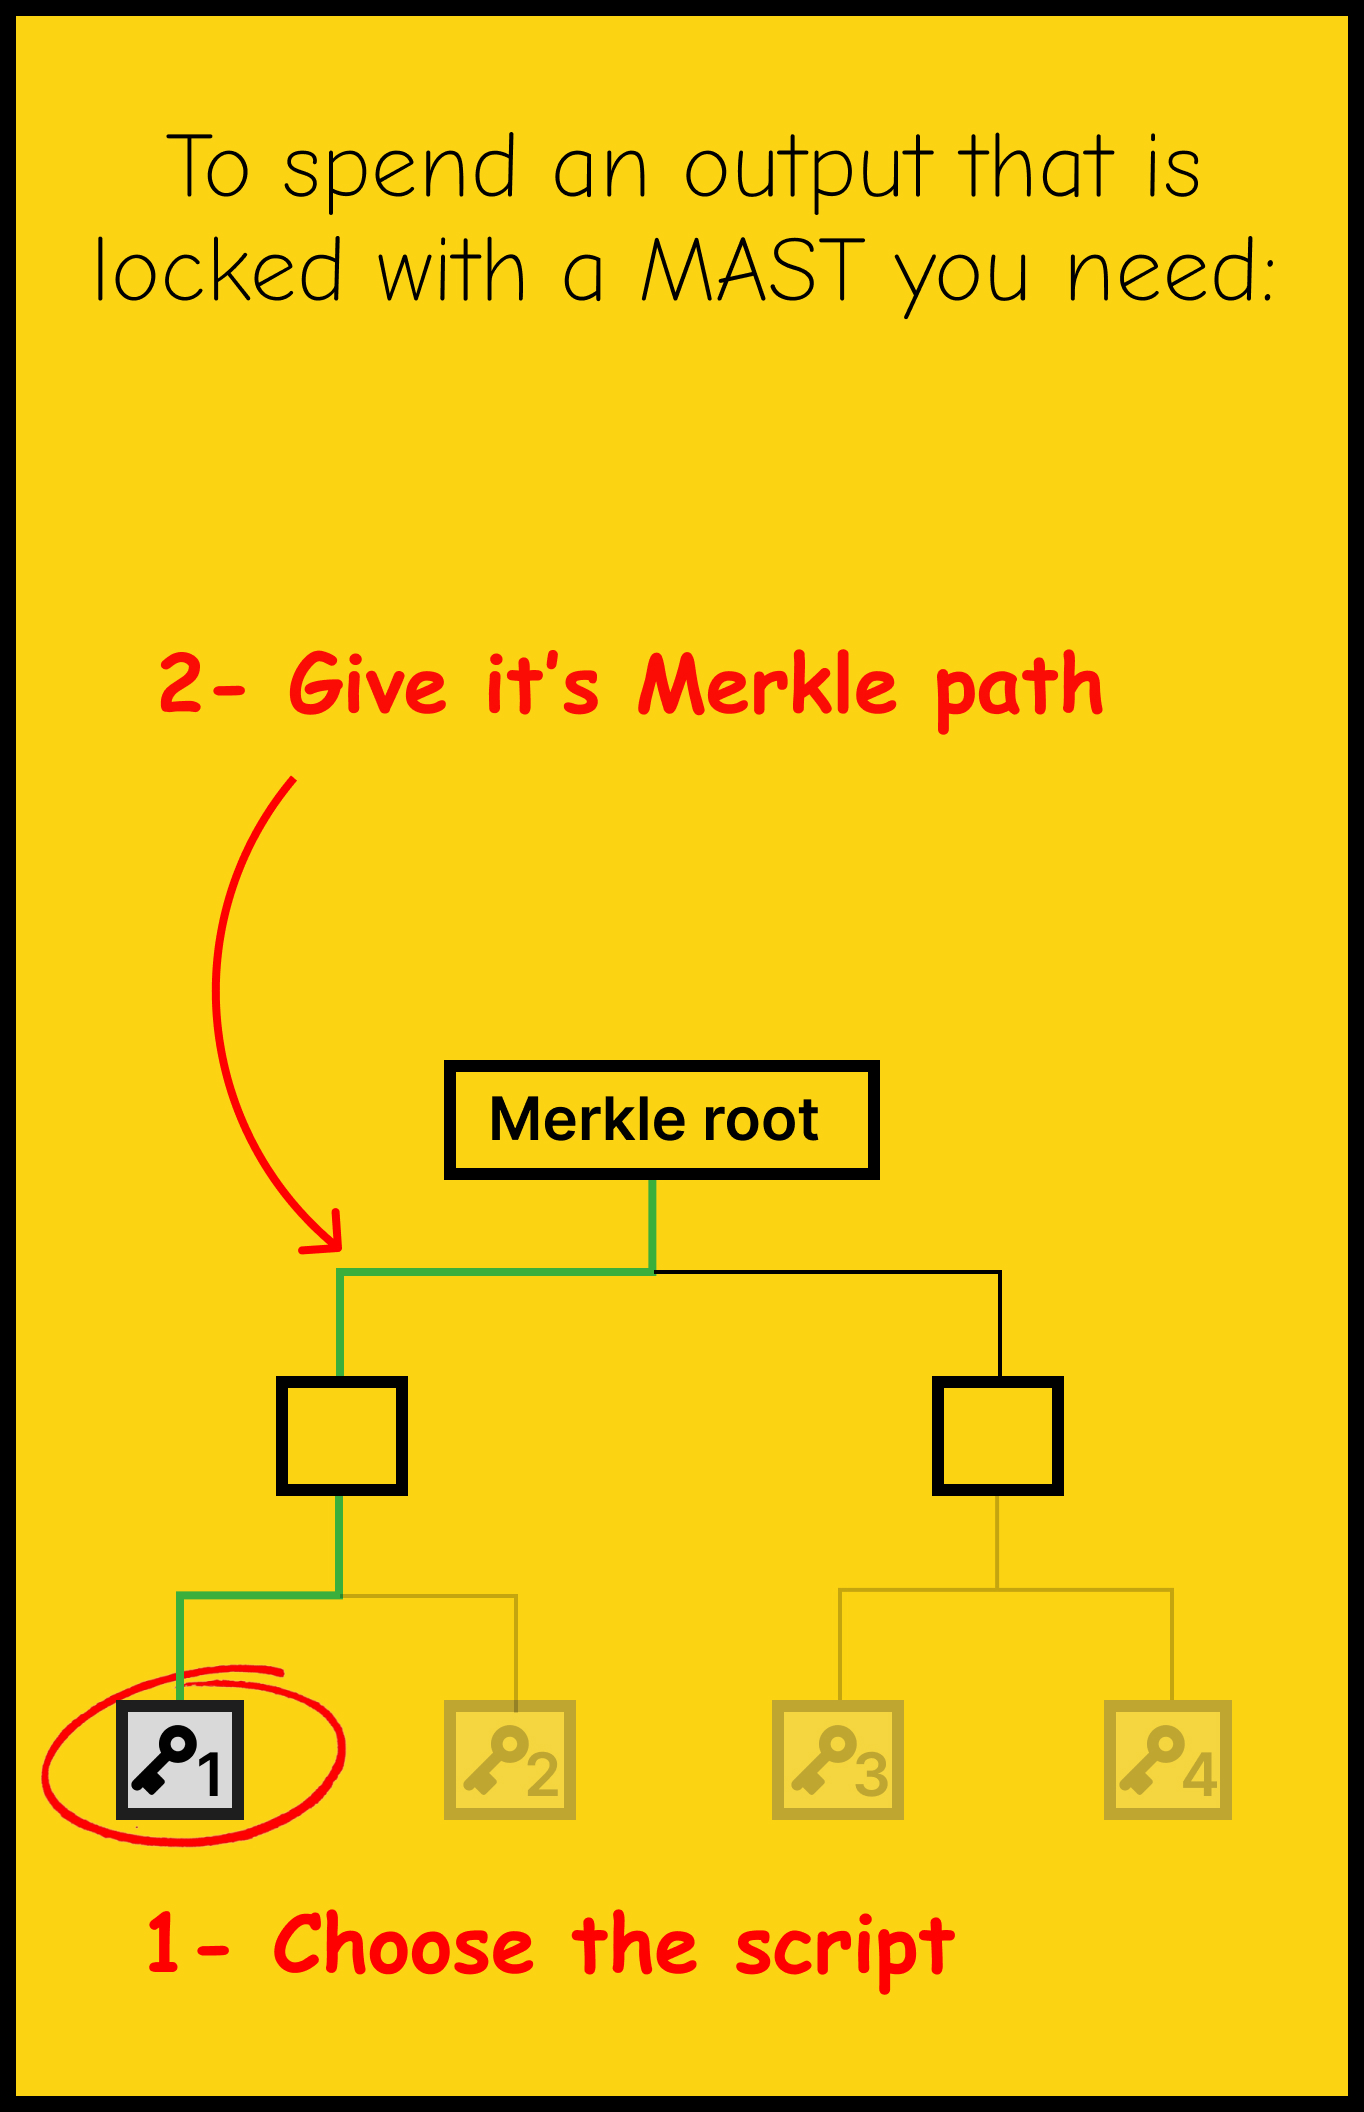 To spend an output that is
locked with a MAST you need:
2- Give it's Merkle path
Merkle root
1
2
3
4
1- Choose the script